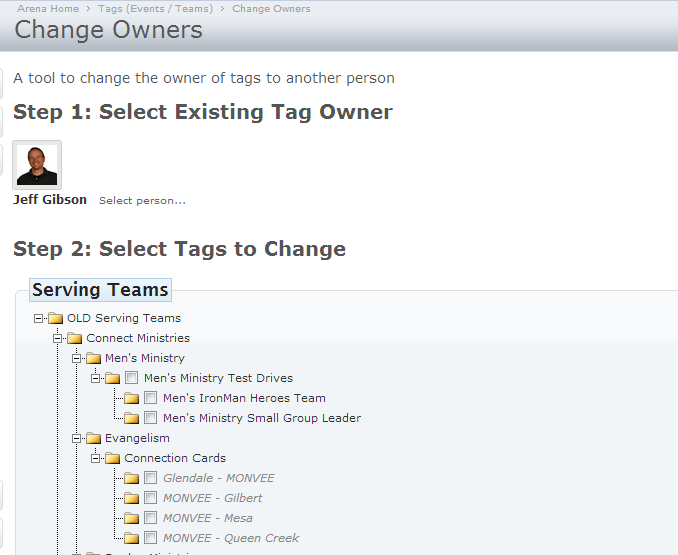 Arena Home > Tags (Events / Teams) > Change Owners
Change Owners
A tool to change the owner of tags to another person
Step 1: Select Existing Tag Owner
Jeff Gibson Select person...
Step 2: Select Tags to Change
Serving Teams
OLD Serving Teams
Connect Ministries
Men's Ministry
Men's Ministry Test Drives
Men's IronMan Heroes Team
Men's Ministry Small Group Leader
Evangelism
Connection Cards
Glendale - MONVEE
MONVEE - Gilbert
MONVEE - Mesa
MONVEE - Queen Creek